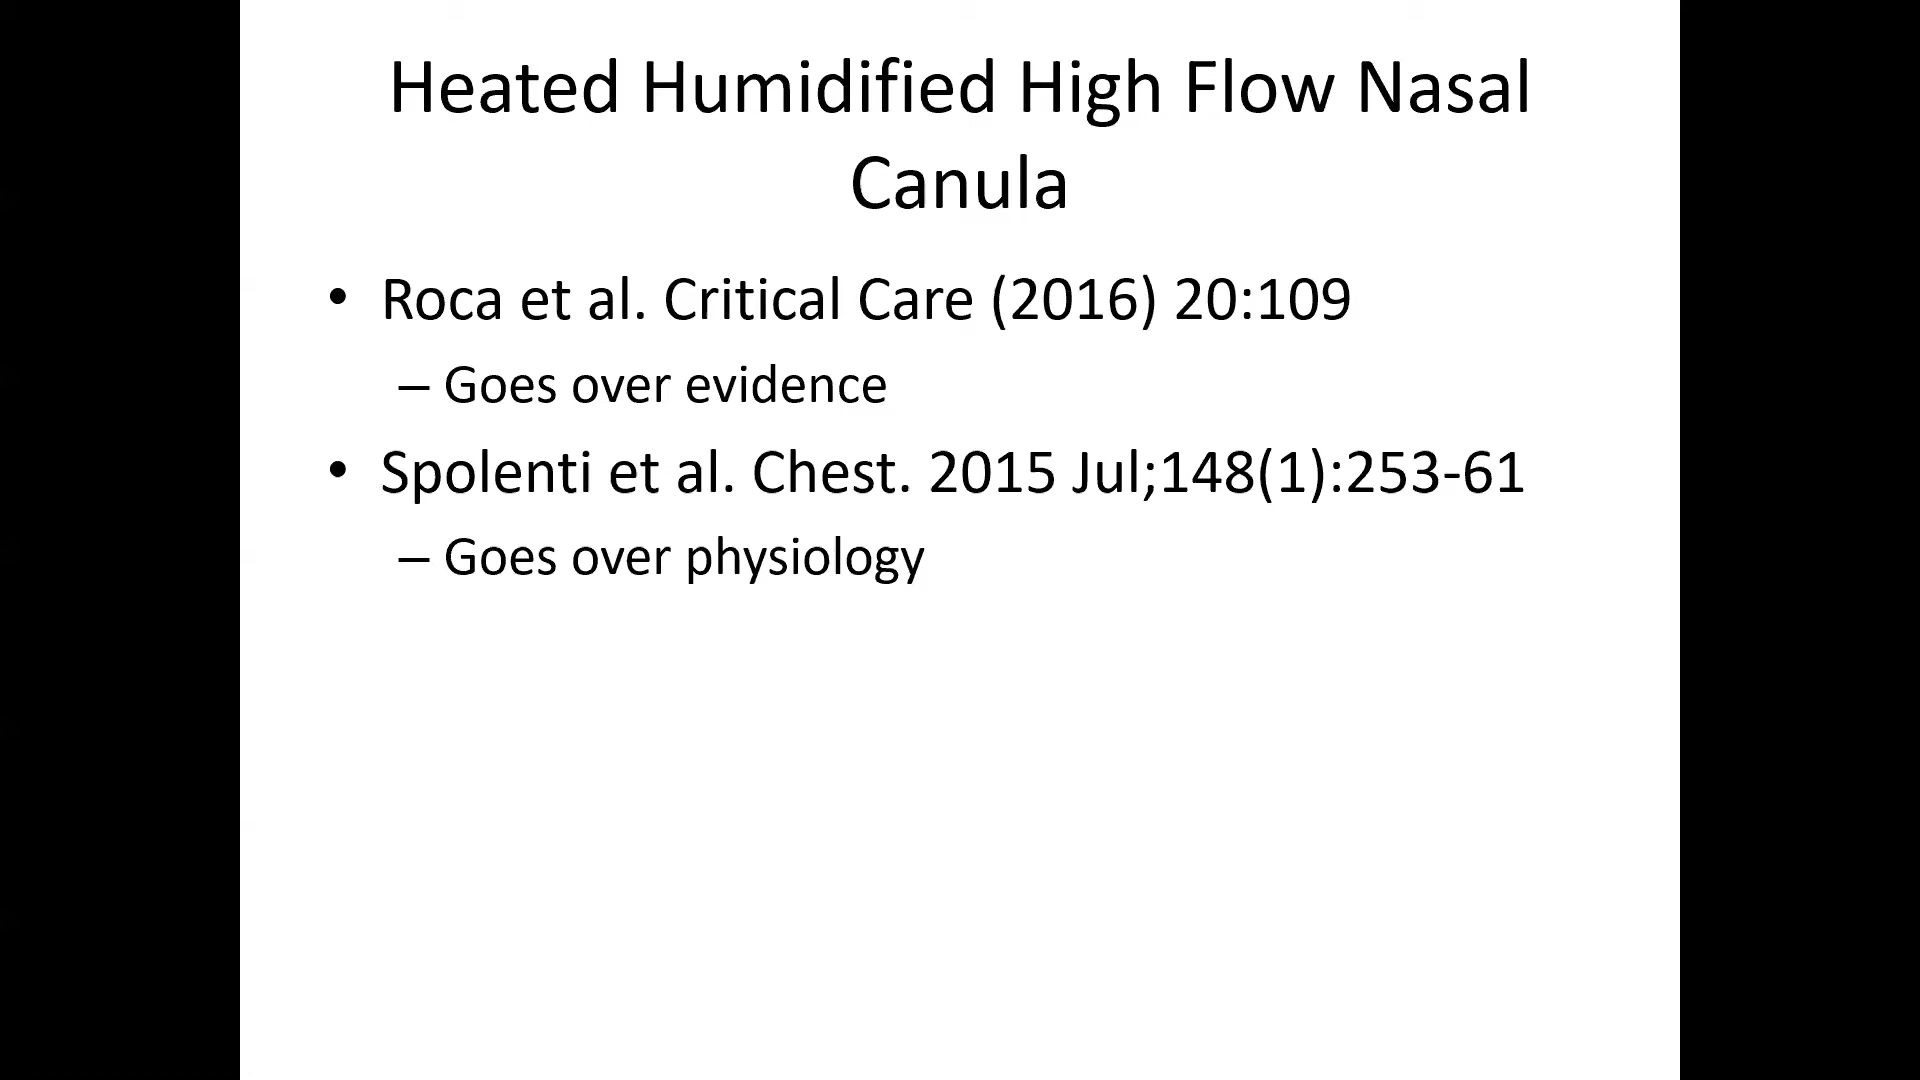 Heated Humidified High Flow Nasal
Canula
• Roca et al. Critical Care (2016) 20:109
– Goes over evidence
• Spolenti et al. Chest. 2015 Jul;148(1):253-61
– Goes over physiology